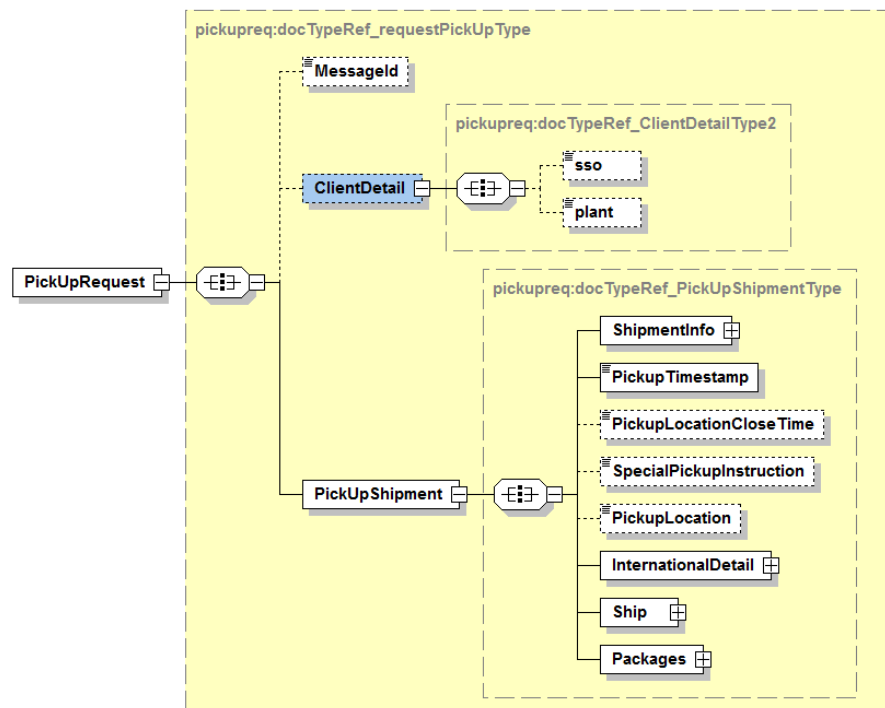 pickupreq:docTypeRef_requestPickUpType
MessageId
pickupreq:docTypeRef_ClientDetailType2
sso
ClientDetail
plant
PickUpRequest
pickupreq:docTypeRef_PickUpShipmentType
ShipmentInfo
PickupTimestamp
PickupLocationCloseTime
SpecialPickupInstruction
PickUpShipment
PickupLocation
InternationalDetail
Ship
Packages